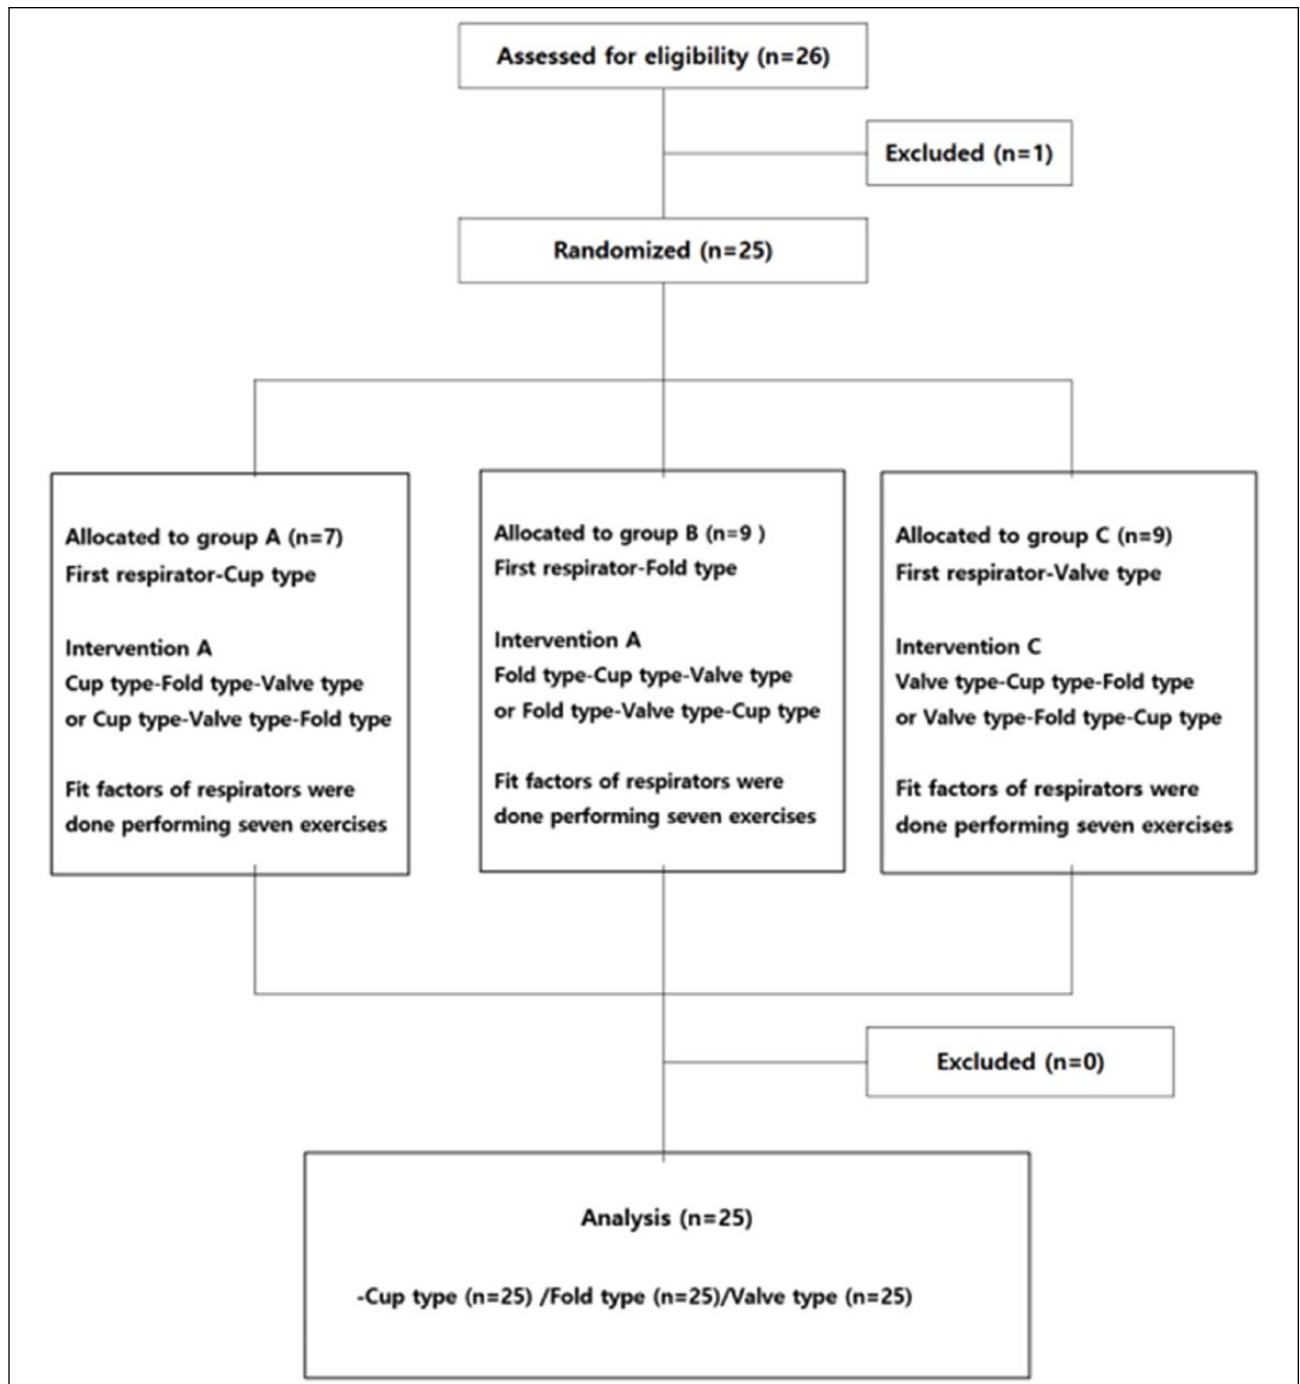 Assessed for eligibility (n=26)
Excluded (n=1)
Randomized (n=25)
Allocated to group A (n=7)
First respirator-Cup type
Intervention A
Cup type-Fold type-Valve type
or Cup type-Valve type-Fold type
Fit factors of respirators were
done performing seven exercises
Allocated to group B (n=9 )
First respirator-Fold type
Intervention A
Fold type-Cup type-Valve type
or Fold type-Valve type-Cup type
Fit factors of respirators were
done performing seven exercises
Allocated to group C (n=9)
First respirator-Valve type
Intervention C
Valve type-Cup type-Fold type
or Valve type-Fold type-Cup type
Fit factors of respirators were
done performing seven exercises
Excluded (n=0)
Analysis (n=25)
-Cup type (n=25) /Fold type (n=25)/Valve type (n=25)